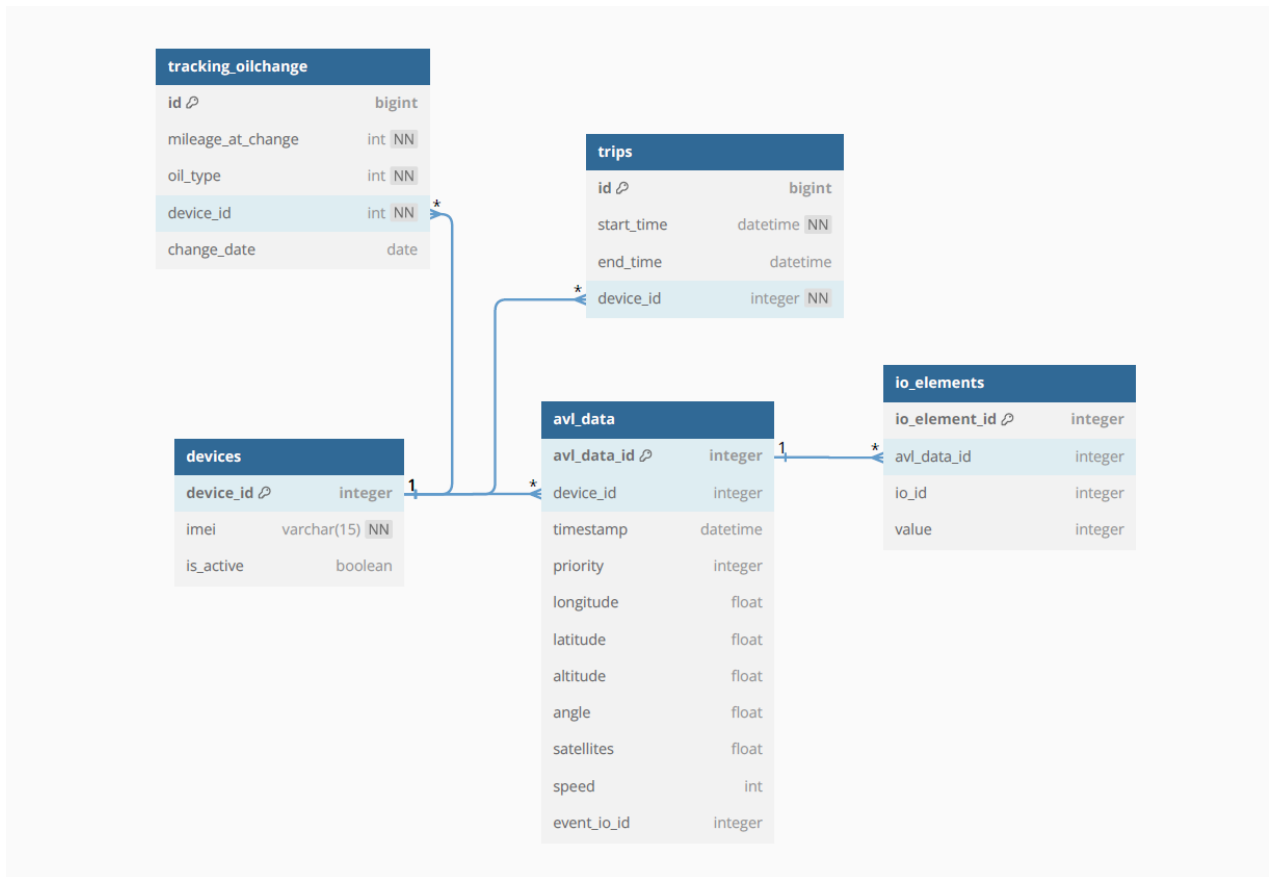 tracking_oilchange
id bigint
mileage_at_change int NN
oil_type int NN
device_id int NN
change_date date
*
trips
id bigint
start_time datetime NN
end_time datetime
device_id integer NN
*
devices
device_id integer
imei varchar(15) NN
is_active boolean
1
*
avl_data
avl_data_id integer
device_id integer
timestamp datetime
priority integer
longitude float
latitude float
altitude float
angle float
satellites float
speed int
event_io_id integer
1
*
io_elements
io_element_id integer
avl_data_id integer
io_id integer
value integer